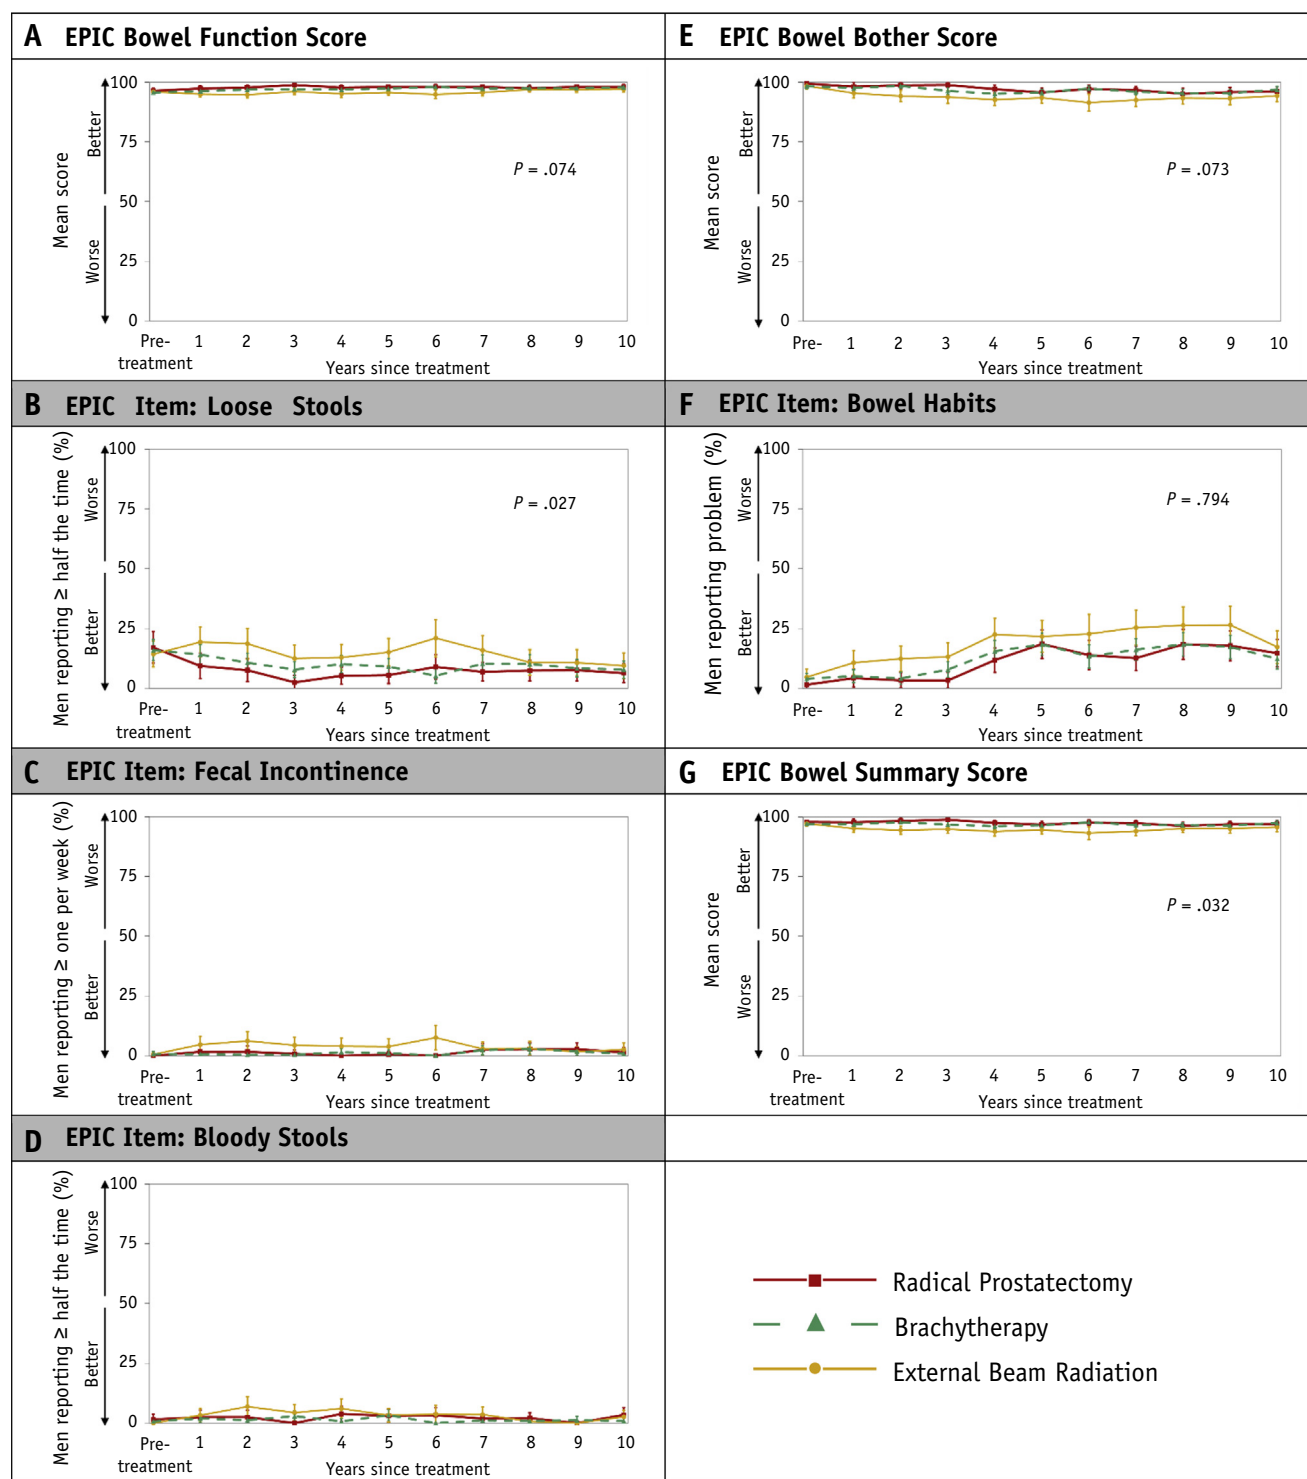 A EPIC Bowel Function Score
Mean score
Worse Better
100
75
50
25
0
P = .074
Pre-treatment 1 2 3 4 5 6 7 8 9 10
Years since treatment
B EPIC Item: Loose Stools
Men reporting ≥ half the time (%)
Better Worse
100
75
50
25
0
P = .027
Pre-treatment 1 2 3 4 5 6 7 8 9 10
Years since treatment
C EPIC Item: Fecal Incontinence
Men reporting ≥ one per week (%)
Better Worse
100
75
50
25
0
Pre-treatment 1 2 3 4 5 6 7 8 9 10
Years since treatment
D EPIC Item: Bloody Stools
Men reporting ≥ half the time (%)
Better Worse
100
75
50
25
0
Pre-treatment 1 2 3 4 5 6 7 8 9 10
Years since treatment
E EPIC Bowel Bother Score
Mean score
Worse Better
100
75
50
25
0
P = .073
Pre- 1 2 3 4 5 6 7 8 9 10
Years since treatment
F EPIC Item: Bowel Habits
Men reporting problem (%)
Better Worse
100
75
50
25
0
P = .794
Pre- 1 2 3 4 5 6 7 8 9 10
Years since treatment
G EPIC Bowel Summary Score
Mean score
Worse Better
100
75
50
25
0
P = .032
Pre-treatment 1 2 3 4 5 6 7 8 9 10
Years since treatment
Radical Prostatectomy
Brachytherapy
External Beam Radiation